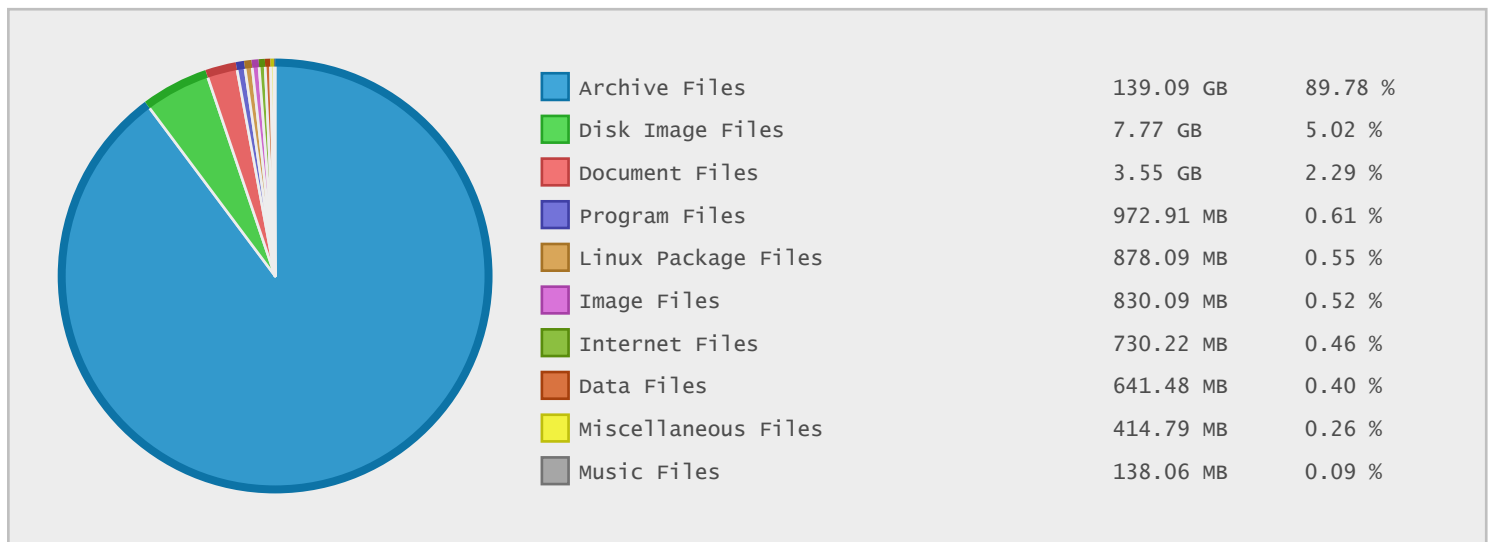 Archive Files 139.09 GB 89.78 %
Disk Image Files 7.77 GB 5.02 %
Document Files 3.55 GB 2.29 %
Program Files 972.91 MB 0.61 %
Linux Package Files 878.09 MB 0.55 %
Image Files 830.09 MB 0.52 %
Internet Files 730.22 MB 0.46 %
Data Files 641.48 MB 0.40 %
Miscellaneous Files 414.79 MB 0.26 %
Music Files 138.06 MB 0.09 %